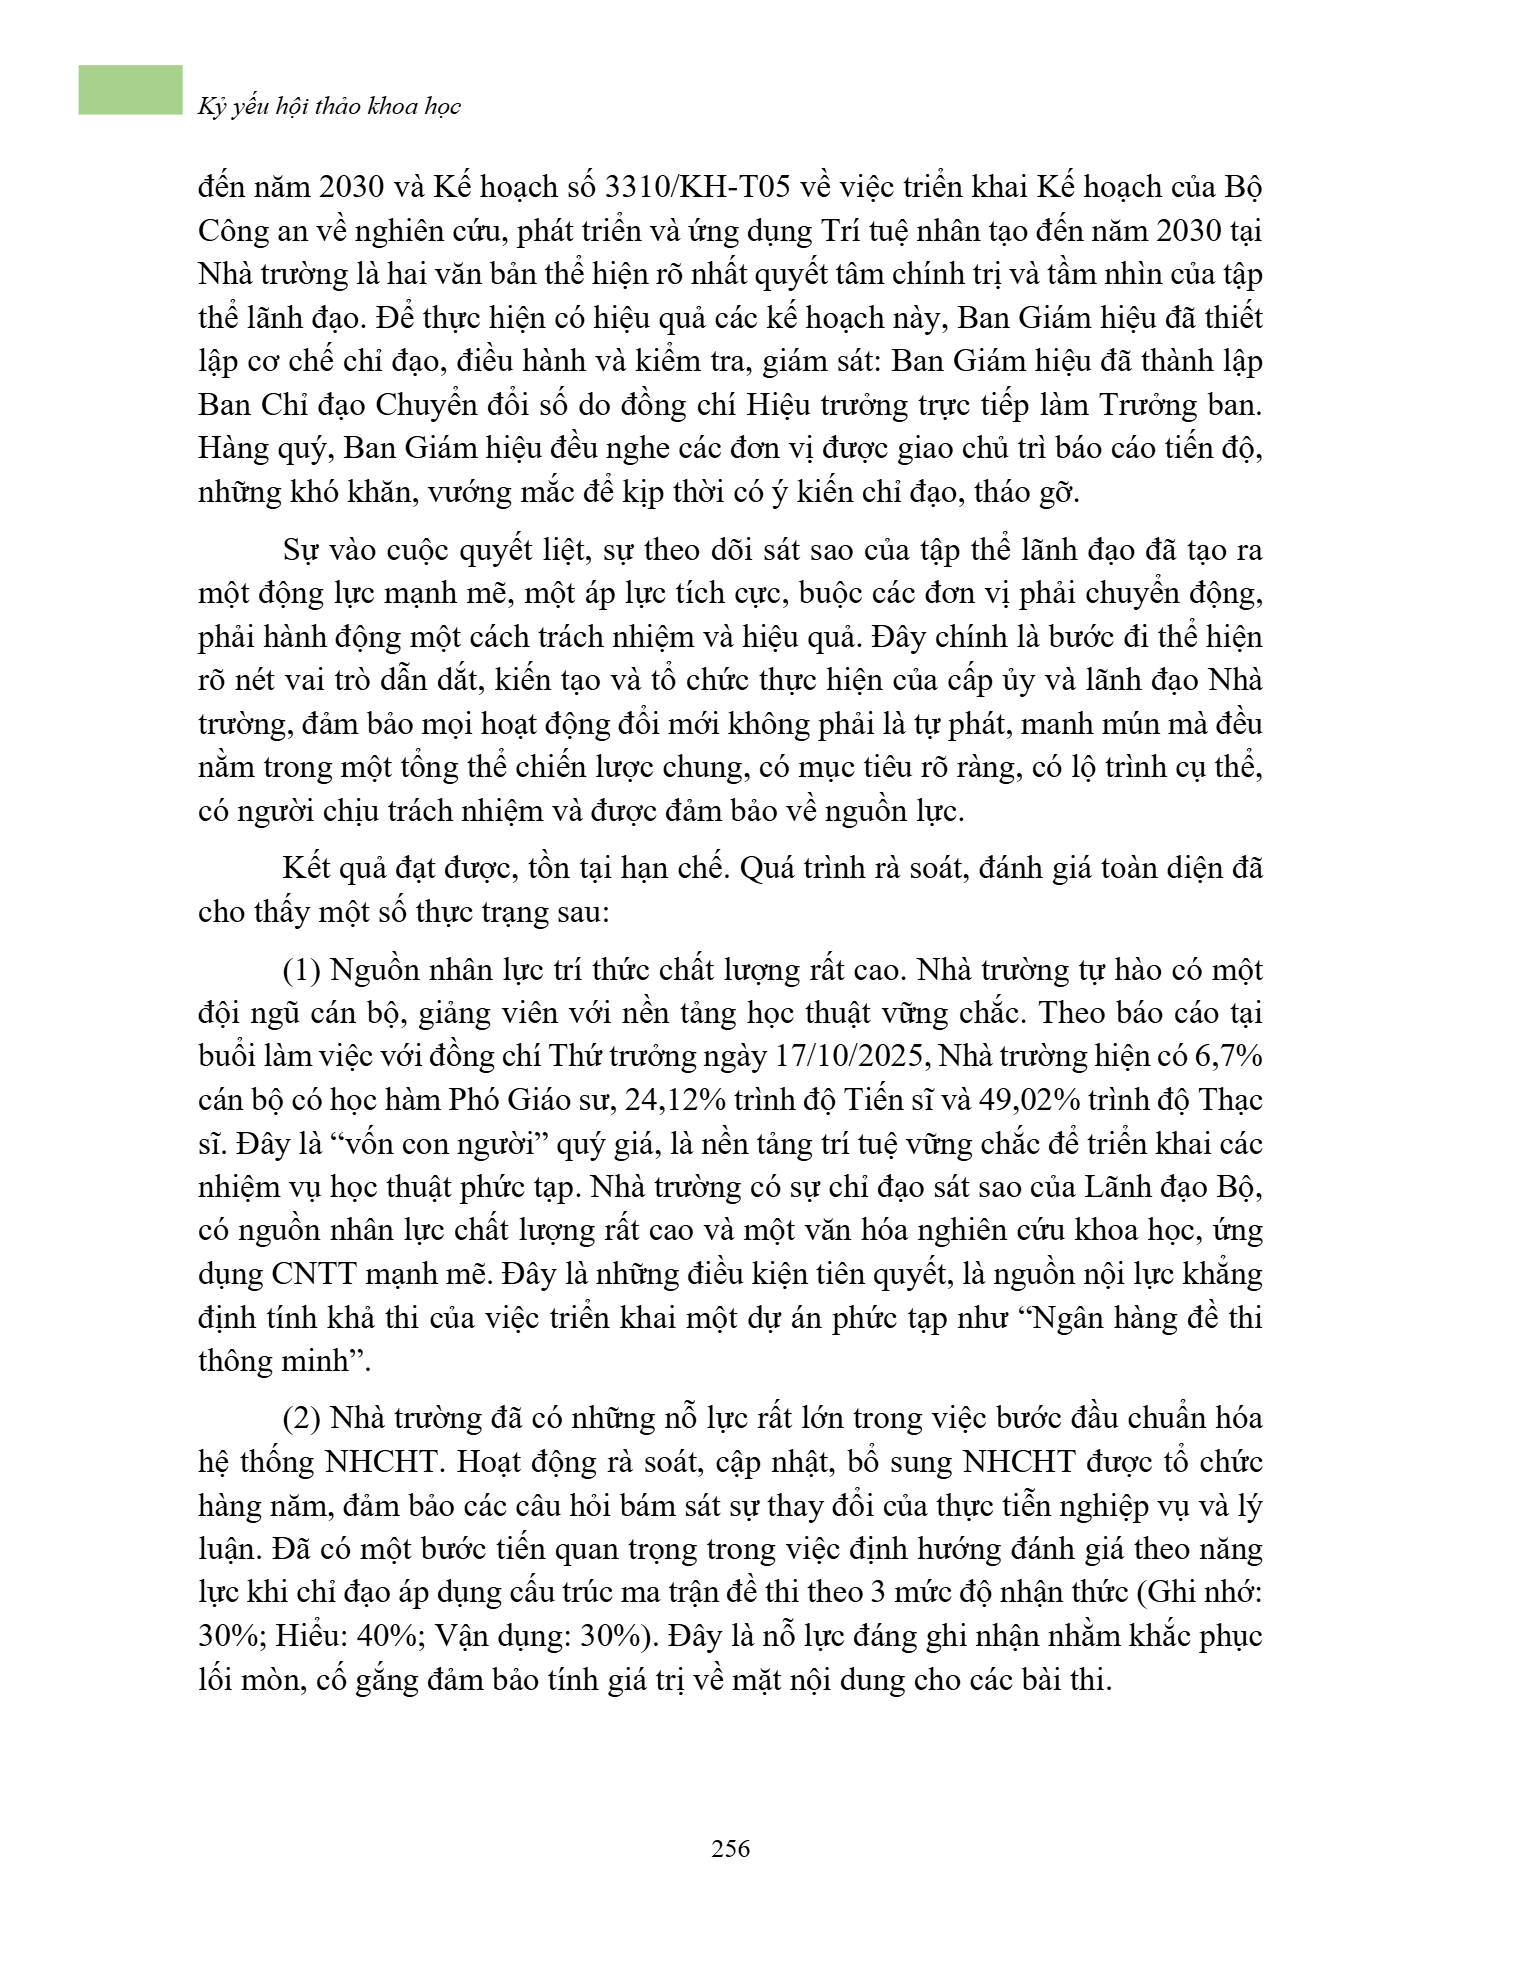 Kỷ yếu hội thảo khoa học
đến năm 2030 và Kế hoạch số 3310/KH-T05 về việc triển khai Kế hoạch của Bộ
Công an về nghiên cứu, phát triển và ứng dụng Trí tuệ nhân tạo đến năm 2030 tại
Nhà trường là hai văn bản thể hiện rõ nhất quyết tâm chính trị và tầm nhìn của tập
thể lãnh đạo. Để thực hiện có hiệu quả các kế hoạch này, Ban Giám hiệu đã thiết
lập cơ chế chỉ đạo, điều hành và kiểm tra, giám sát: Ban Giám hiệu đã thành lập
Ban Chỉ đạo Chuyển đổi số do đồng chí Hiệu trưởng trực tiếp làm Trưởng ban.
Hàng quý, Ban Giám hiệu đều nghe các đơn vị được giao chủ trì báo cáo tiến độ,
những khó khăn, vướng mắc để kịp thời có ý kiến chỉ đạo, tháo gỡ.
Sự vào cuộc quyết liệt, sự theo dõi sát sao của tập thể lãnh đạo đã tạo ra
một động lực mạnh mẽ, một áp lực tích cực, buộc các đơn vị phải chuyển động,
phải hành động một cách trách nhiệm và hiệu quả. Đây chính là bước đi thể hiện
rõ nét vai trò dẫn dắt, kiến tạo và tổ chức thực hiện của cấp ủy và lãnh đạo Nhà
trường, đảm bảo mọi hoạt động đổi mới không phải là tự phát, manh mún mà đều
nằm trong một tổng thể chiến lược chung, có mục tiêu rõ ràng, có lộ trình cụ thể,
có người chịu trách nhiệm và được đảm bảo về nguồn lực.
Kết quả đạt được, tồn tại hạn chế. Quá trình rà soát, đánh giá toàn diện đã
cho thấy một số thực trạng sau:
(1) Nguồn nhân lực trí thức chất lượng rất cao. Nhà trường tự hào có một
đội ngũ cán bộ, giảng viên với nền tảng học thuật vững chắc. Theo báo cáo tại
buổi làm việc với đồng chí Thứ trưởng ngày 17/10/2025, Nhà trường hiện có 6,7%
cán bộ có học hàm Phó Giáo sư, 24,12% trình độ Tiến sĩ và 49,02% trình độ Thạc
sĩ. Đây là “vốn con người” quý giá, là nền tảng trí tuệ vững chắc để triển khai các
nhiệm vụ học thuật phức tạp. Nhà trường có sự chỉ đạo sát sao của Lãnh đạo Bộ,
có nguồn nhân lực chất lượng rất cao và một văn hóa nghiên cứu khoa học, ứng
dụng CNTT mạnh mẽ. Đây là những điều kiện tiên quyết, là nguồn nội lực khẳng
định tính khả thi của việc triển khai một dự án phức tạp như “Ngân hàng đề thi
thông minh”.
(2) Nhà trường đã có những nỗ lực rất lớn trong việc bước đầu chuẩn hóa
hệ thống NHCHT. Hoạt động rà soát, cập nhật, bổ sung NHCHT được tổ chức
hàng năm, đảm bảo các câu hỏi bám sát sự thay đổi của thực tiễn nghiệp vụ và lý
luận. Đã có một bước tiến quan trọng trong việc định hướng đánh giá theo năng
lực khi chỉ đạo áp dụng cấu trúc ma trận đề thi theo 3 mức độ nhận thức (Ghi nhớ:
30%; Hiểu: 40%; Vận dụng: 30%). Đây là nỗ lực đáng ghi nhận nhằm khắc phục
lối mòn, cố gắng đảm bảo tính giá trị về mặt nội dung cho các bài thi.
256